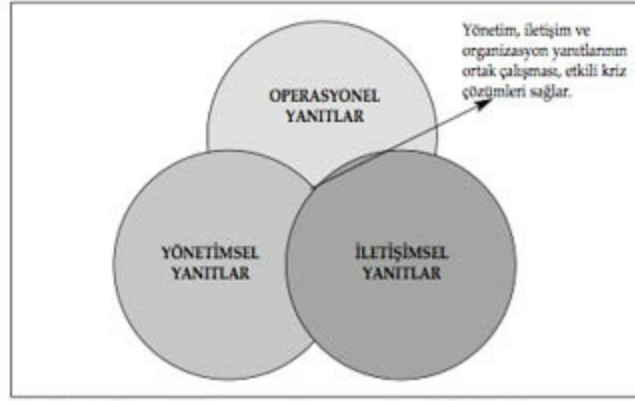 Yönetim, iletişim ve
organizasyon yanıtlarının
ortak çalışması, etkili kriz
çözümleri sağlar.
OPERASYONEL
YANITLAR
YÖNETİMSEL
YANITLAR
İLETİŞİMSEL
YANITLAR